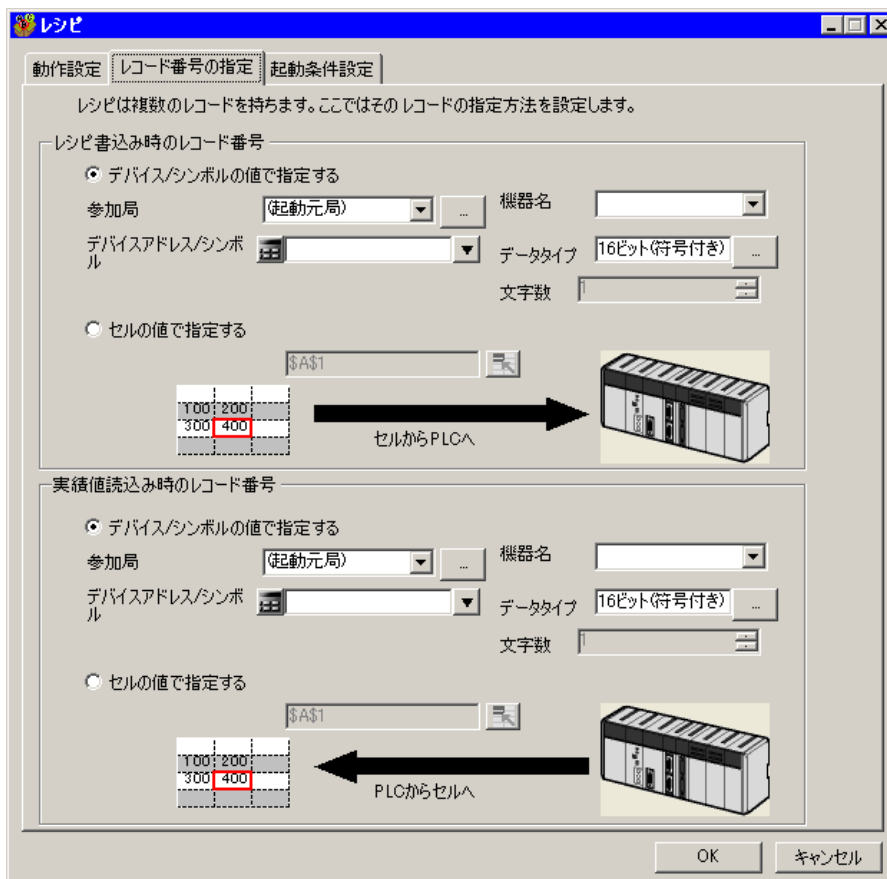 レシピ
動作設定 レコード番号の指定 起動条件設定
レシピは複数のレコードを持ちます。ここではそのレコードの指定方法を設定します。
レシピ書込み時のレコード番号
デバイス/シンボルの値で指定する
参加局 (起動元局) ... 機器名
デバイスアドレス/シンボ
ル
データタイプ 16ビット(符号付き) ...
文字数 1
セルの値で指定する
$A$1
100 200
300 400
セルからPLCへ
実績値読込み時のレコード番号
デバイス/シンボルの値で指定する
参加局 (起動元局) ... 機器名
デバイスアドレス/シンボ
ル
データタイプ 16ビット(符号付き) ...
文字数 1
セルの値で指定する
$A$1
100 200
300 400
PLCからセルへ
OK キャンセル